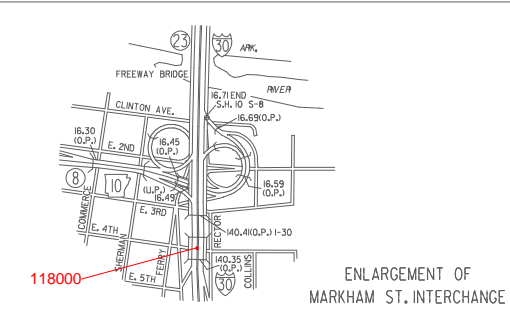 23
30
ARK.
FREEWAY BRIDGE
RIVER
16.71 END
S.H. 10 S-8
CLINTON AVE.
16.69(O.P.)
16.30
(O.P.)
E. 2ND
16.45
(O.P.)
8
10
(U.P.)
16.49
16.59
(O.P.)
COMMERCE
E. 3RD
E. 4TH
140.41(O.P.) I-30
RECTOR
SHERMAN
FERRY
140.35
(O.P.)
COLLINS
118000
E. 5TH
30
ENLARGEMENT OF
MARKHAM ST. INTERCHANGE